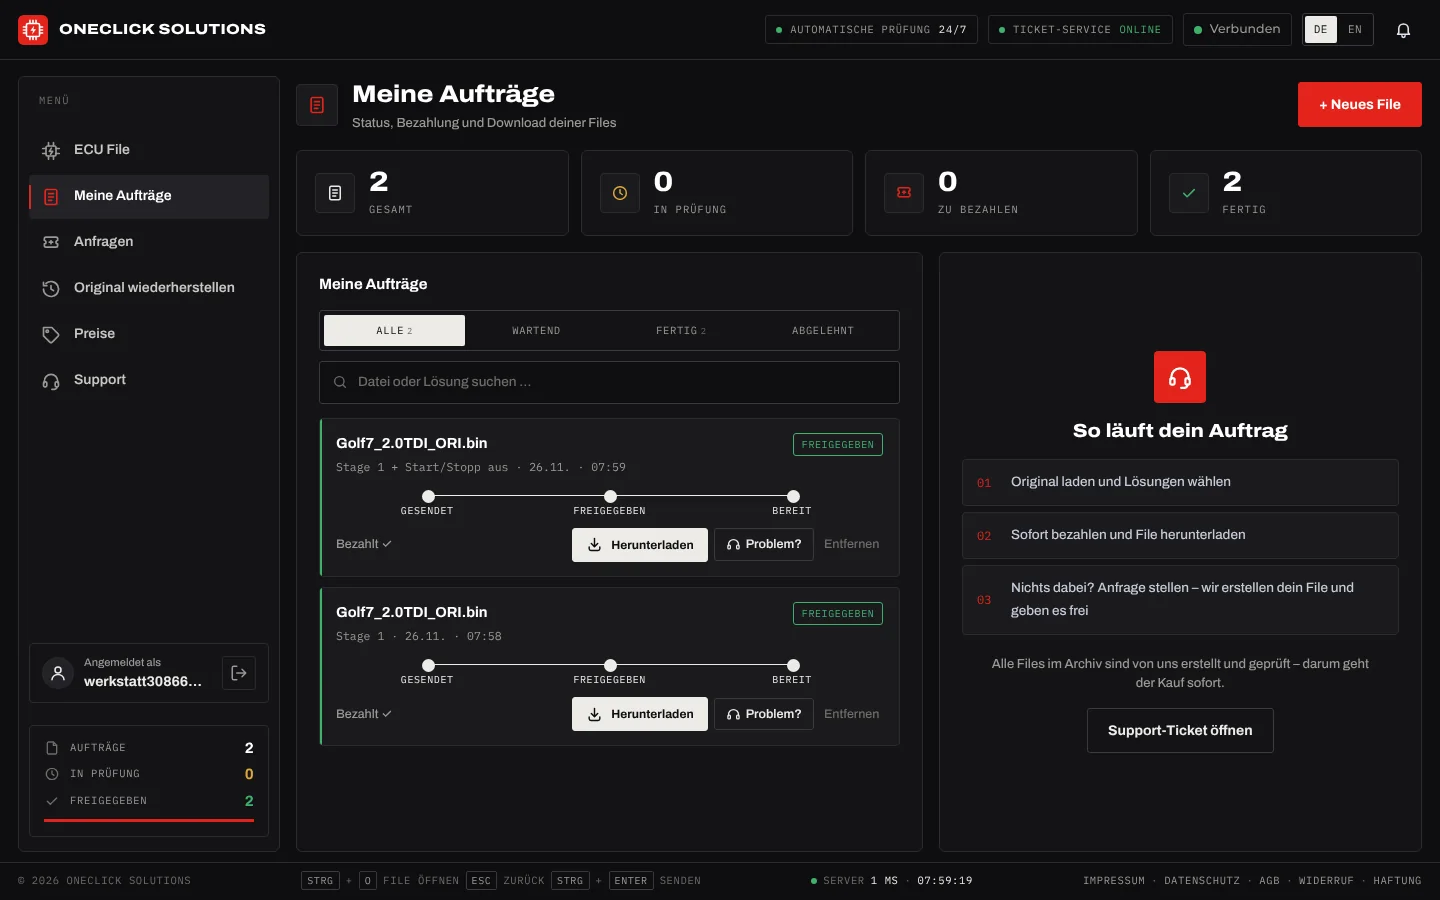 ONECLICK SOLUTIONS
AUTOMATISCHE PRÜFUNG 24/7
TICKET-SERVICE ONLINE
Verbunden
DE EN
MENÜ
ECU File
Meine Aufträge
Anfragen
Original wiederherstellen
Preise
Support
Angemeldet als
werkstatt30866...
AUFTRÄGE 2
IN PRÜFUNG 0
FREIGEGEBEN 2
Meine Aufträge
Status, Bezahlung und Download deiner Files
+ Neues File
2
GESAMT
0
IN PRÜFUNG
0
ZU BEZAHLEN
2
FERTIG
Meine Aufträge
ALLE 2 WARTEND FERTIG 2 ABGELEHNT
Datei oder Lösung suchen ...
Golf7_2.0TDI_ORI.bin
FREIGEGEBEN
Stage 1 + Start/Stopp aus · 26.11. · 07:59
GESENDET FREIGEGEBEN BEREIT
Bezahlt ✓ Herunterladen Problem? Entfernen
Golf7_2.0TDI_ORI.bin
FREIGEGEBEN
Stage 1 · 26.11. · 07:58
GESENDET FREIGEGEBEN BEREIT
Bezahlt ✓ Herunterladen Problem? Entfernen
So läuft dein Auftrag
01 Original laden und Lösungen wählen
02 Sofort bezahlen und File herunterladen
03 Nichts dabei? Anfrage stellen – wir erstellen dein File und
geben es frei
Alle Files im Archiv sind von uns erstellt und geprüft – darum geht
der Kauf sofort.
Support-Ticket öffnen
© 2026 ONECLICK SOLUTIONS
STRG + O FILE ÖFFNEN ESC ZURÜCK STRG + ENTER SENDEN
SERVER 1 MS · 07:59:19
IMPRESSUM · DATENSCHUTZ · AGB · WIDERRUF · HAFTUNG